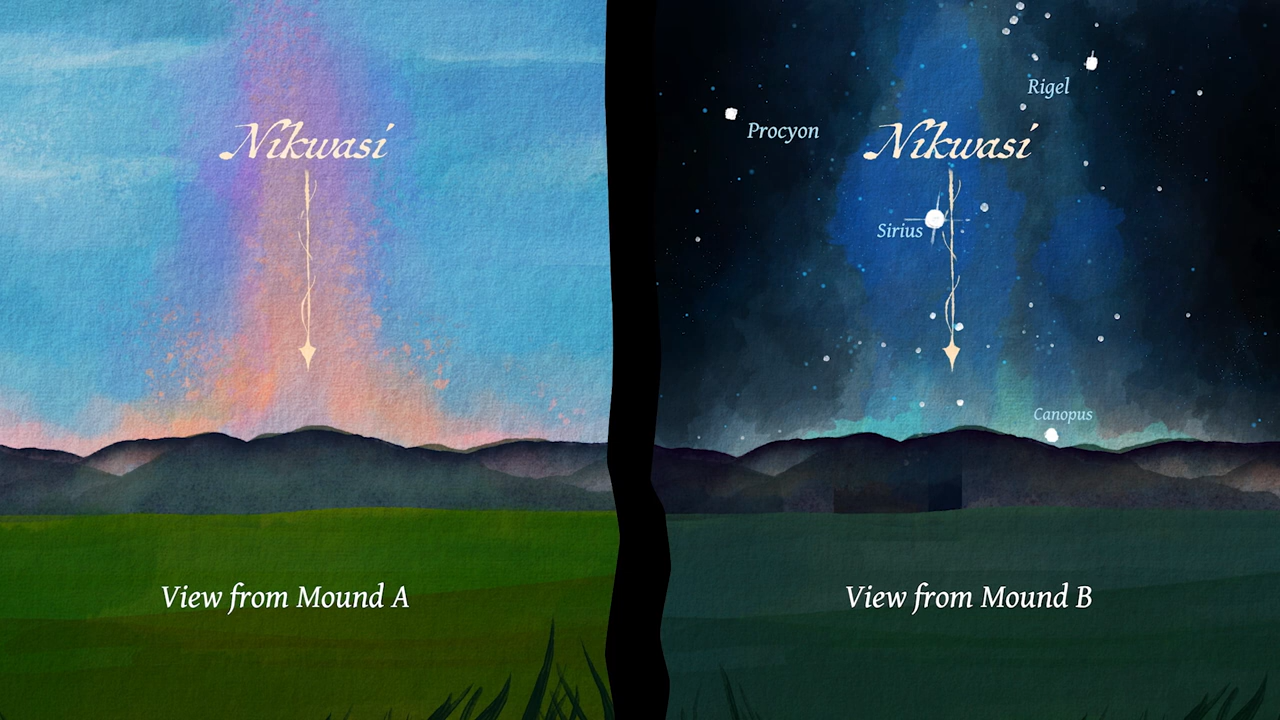 Nikwasi
View from Mound A
Rigel
Procyon
Nikwasi
Sirius
Canopus
View from Mound B